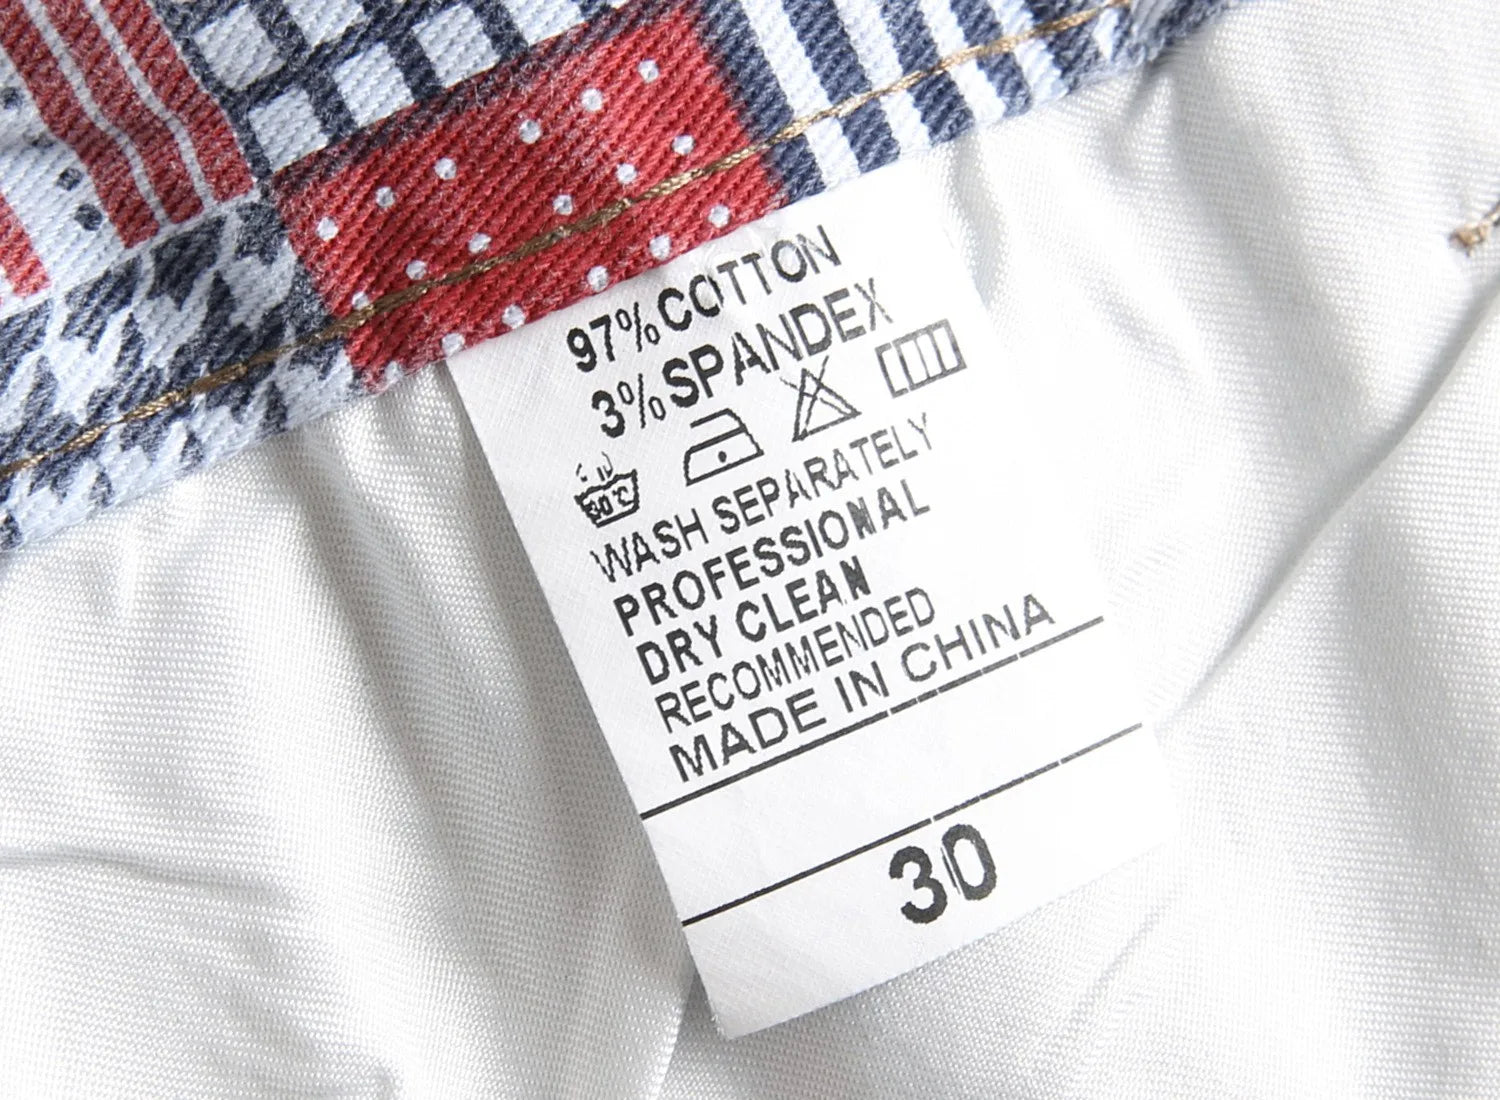 97%COTTON
3%SPANDEX
30°C
WASH SEPARATELY
PROFESSIONAL
DRY CLEAN
RECOMMENDED
MADE IN CHINA
30